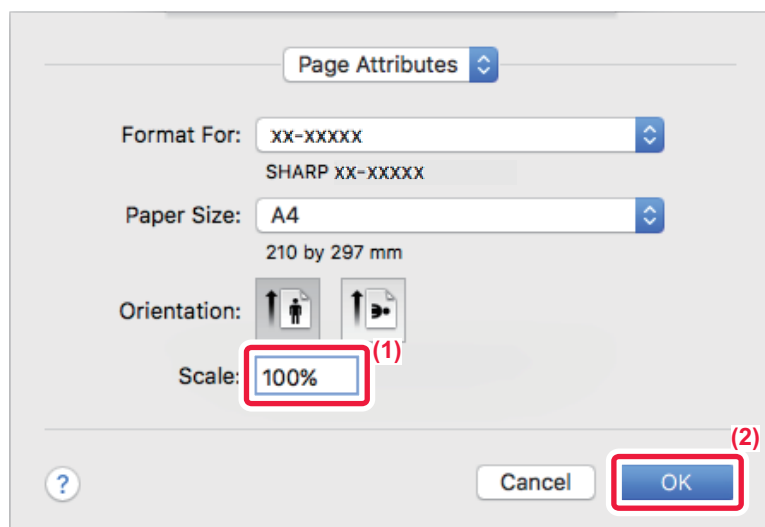 Page Attributes
Format For: xx-xxxxx
SHARP xx-xxxxx
Paper Size: A4
210 by 297 mm
Orientation:
(1)
Scale: 100%
(2)
? Cancel OK